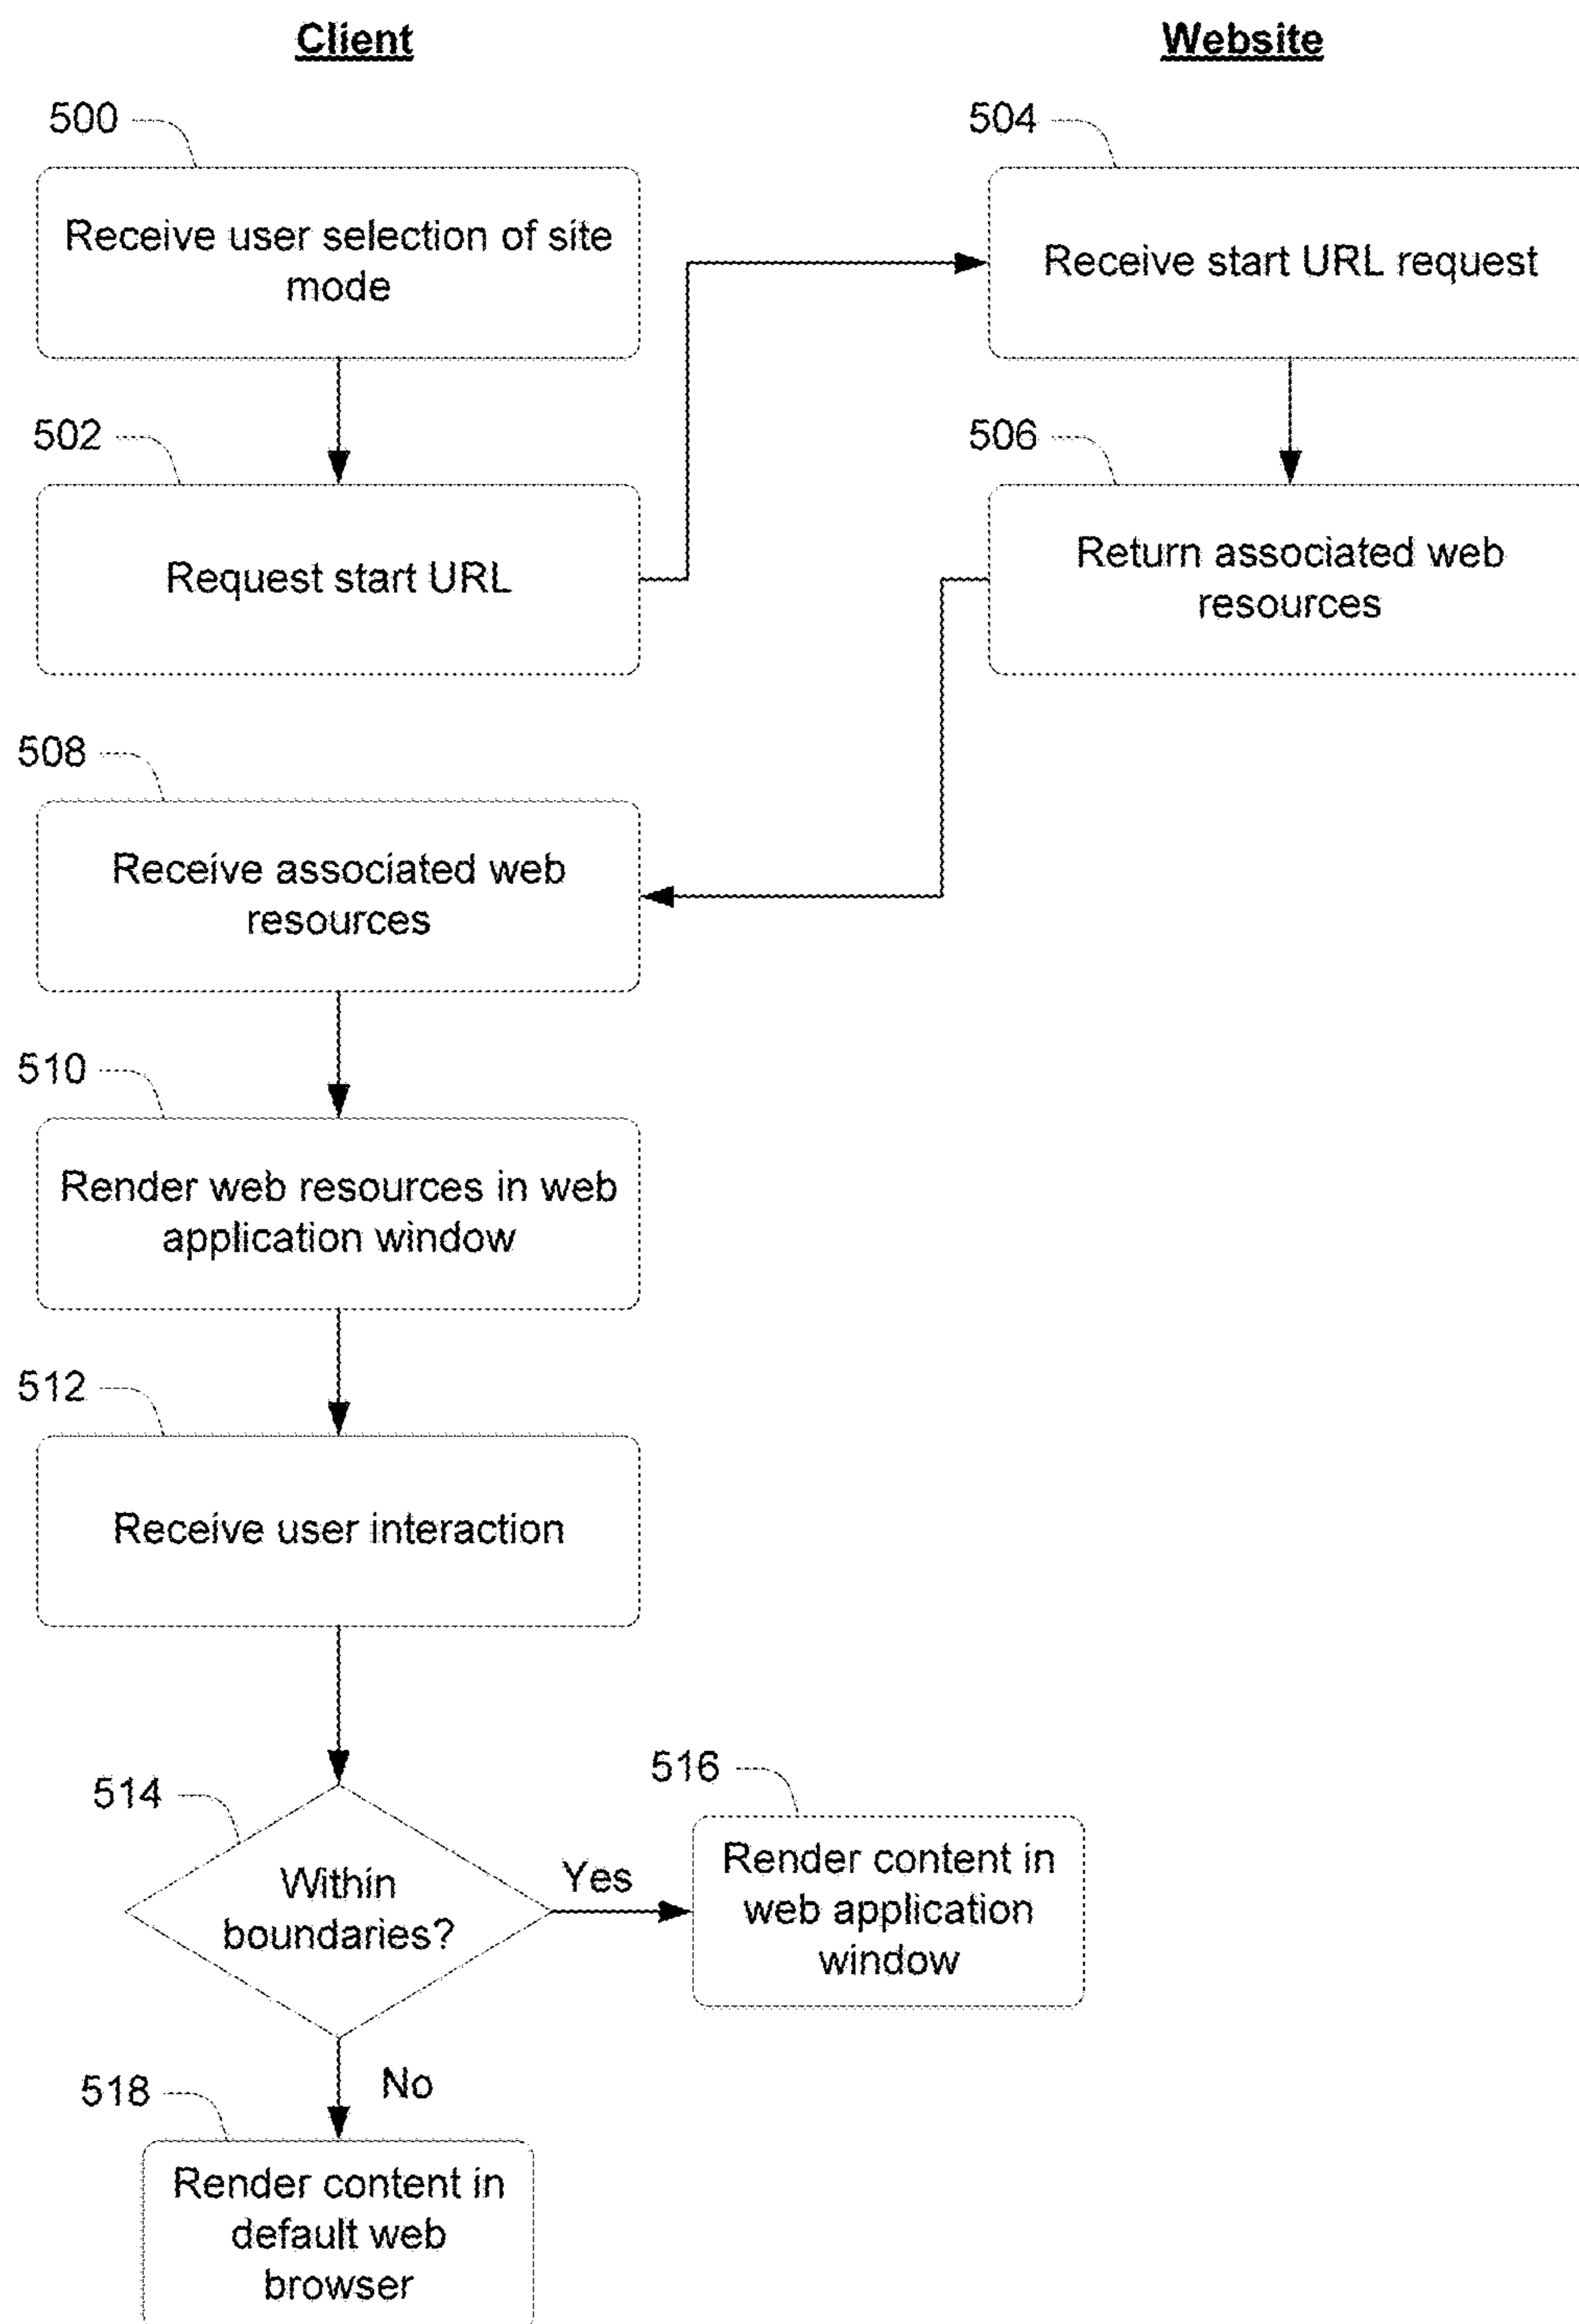 Client
Website
500
504
Receive user selection of site
mode
Receive start URL request
502
506
Request start URL
Return associated web
resources
508
Receive associated web
resources
510
Render web resources in web
application window
512
Receive user interaction
514
516
Within
boundaries?
Yes
Render content in
web application
window
No
518
Render content in
default web
browser